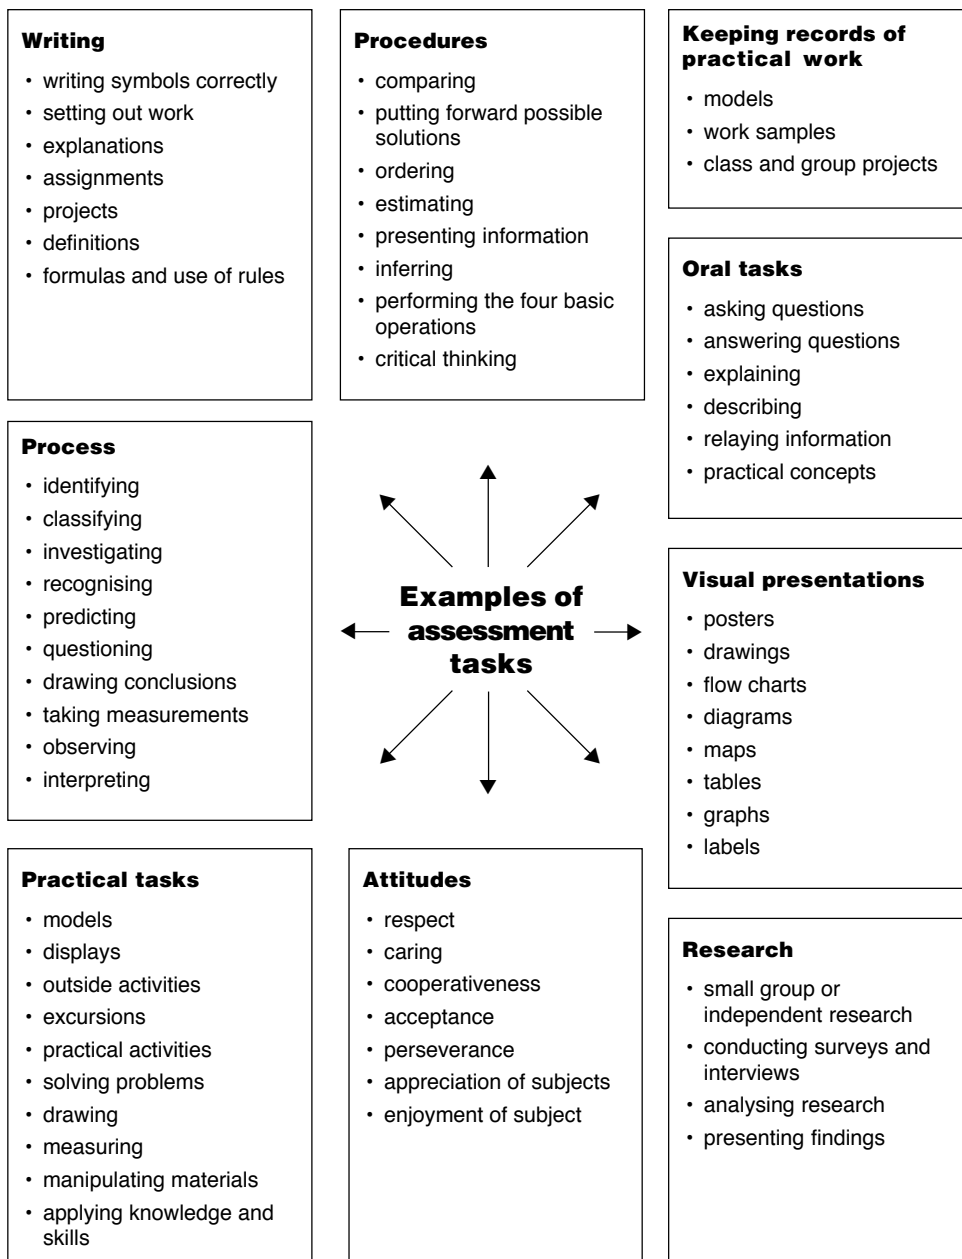 Writing
• writing symbols correctly
• setting out work
• explanations
• assignments
• projects
• definitions
• formulas and use of rules
Procedures
• comparing
• putting forward possible
solutions
• ordering
• estimating
• presenting information
• inferring
• performing the four basic
operations
• critical thinking
Keeping records of
practical work
• models
• work samples
• class and group projects
Oral tasks
• asking questions
• answering questions
• explaining
• describing
• relaying information
• practical concepts
Process
• identifying
• classifying
• investigating
• recognising
• predicting
• questioning
• drawing conclusions
• taking measurements
• observing
• interpreting
Examples of
assessment
tasks
Visual presentations
• posters
• drawings
• flow charts
• diagrams
• maps
• tables
• graphs
• labels
Practical tasks
• models
• displays
• outside activities
• excursions
• practical activities
• solving problems
• drawing
• measuring
• manipulating materials
• applying knowledge and
skills
Attitudes
• respect
• caring
• cooperativeness
• acceptance
• perseverance
• appreciation of subjects
• enjoyment of subject
Research
• small group or
independent research
• conducting surveys and
interviews
• analysing research
• presenting findings